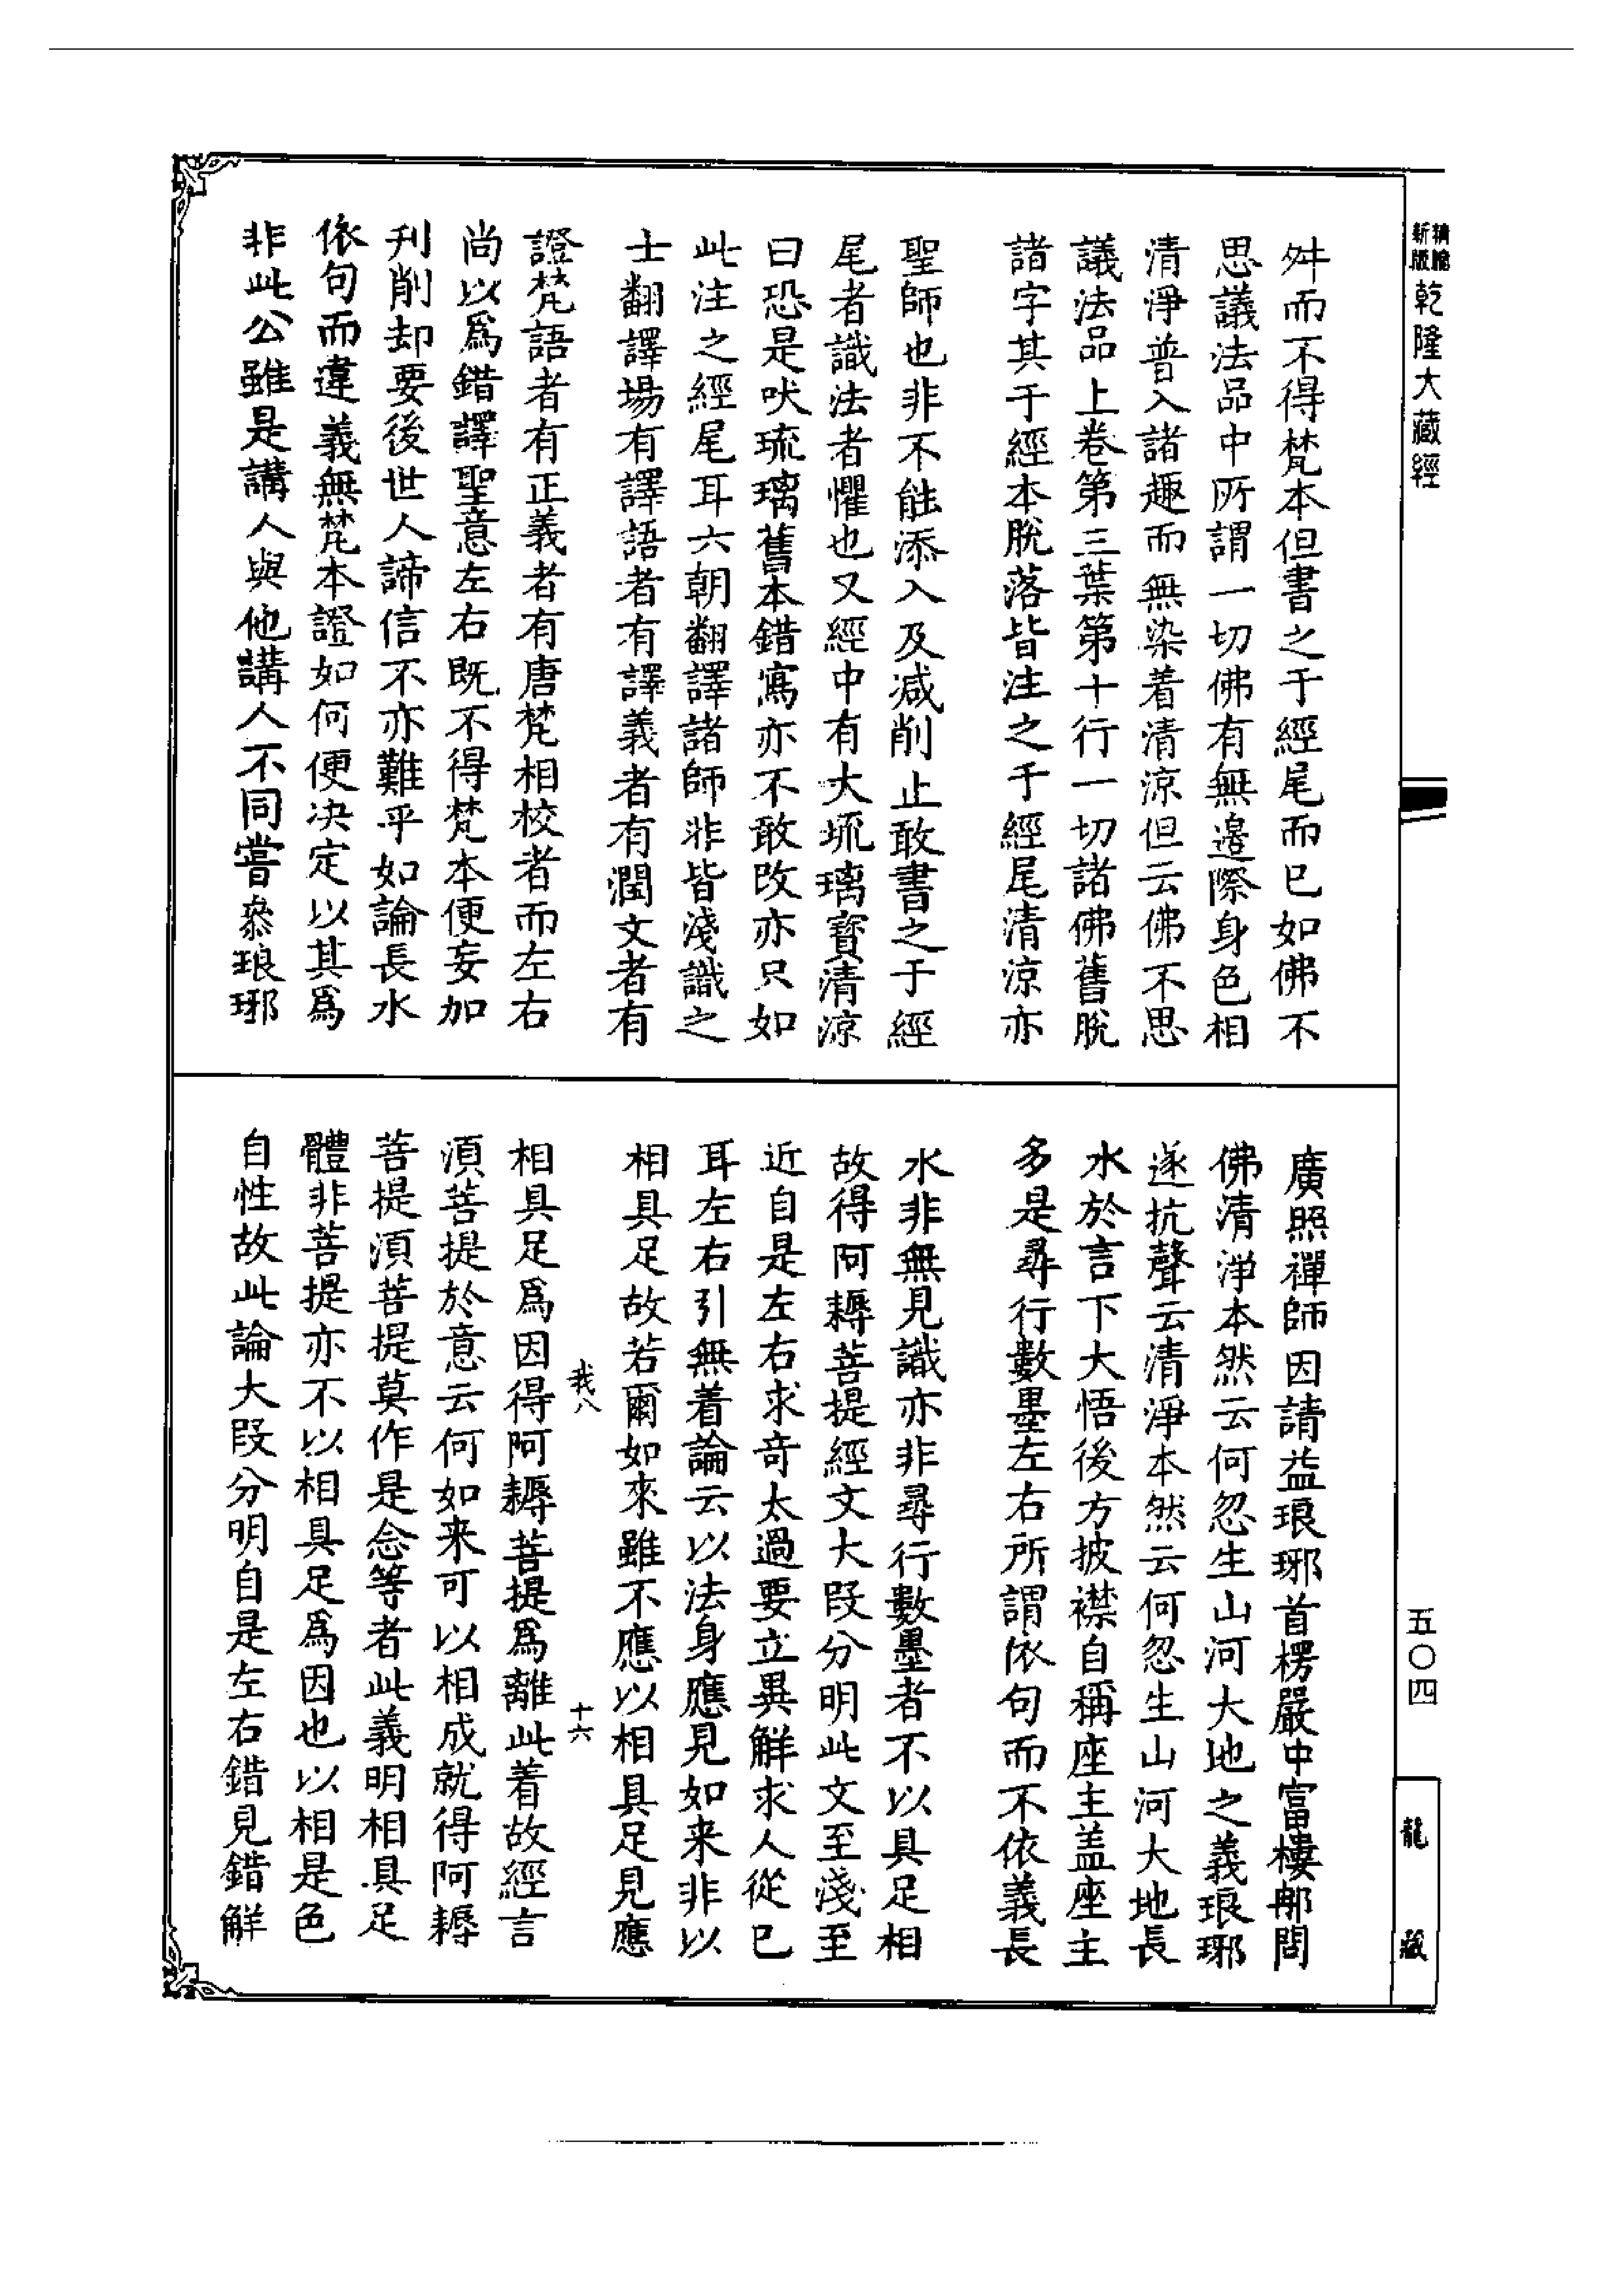 新版精縮乾隆大藏經
舛而不得梵本但書之于經尾而已如佛不
思議法品中所謂一切佛有無邊際身色相
清淨普入諸趣而無染着清涼但云佛不思
議法品上卷第三葉第十行一切諸佛舊脫
諸字其于經本脫落皆注之于經尾清涼亦
聖師也非不能添入及减削止敢書之于經
尾者識法者懼也又經中有大琉璃寳清涼
曰恐是吠琉璃舊本錯寫亦不敢改亦只如
此注之經尾耳六朝翻譯諸師非皆淺識之
士翻譯場有譯語者有譯義者有潤文者有
證梵語者有正義者有唐梵相校者而左右
尚以爲錯譯聖意左右既不得梵本便妄加
刋削却要後世人諦信不亦難乎如論長水
依句而違義無梵本證如何便决定以其爲
非此公雖是講人與他講人不同嘗叅琅琊
廣照禪師因請益琅琊首楞嚴中富樓那問
佛清淨本然云何忽生山河大地之義琅琊
遂抗聲云清淨本然云何忽生山河大地長
水於言下大悟後方披襟自稱座主盖座主
多是尋行數墨左右所謂依句而不依義長
水非無見識亦非尋行數墨者不以具足相
故得阿耨菩提經文大叚分明此文至淺至
近自是左右求竒太過要立異解求人從已
耳左右引無着論云以法身應見如来非以
相具足故若爾如來雖不應以相具足見應
我八
十六
相具足爲因得阿耨菩提爲離此着故經言
湏菩提於意云何如来可以相成就得阿耨
菩提湏菩提莫作是念等者此義明相具足
體非菩提亦不以相具足爲因也以相是色
自性故此論大叚分明自是左右錯見錯解
五〇四
龍藏